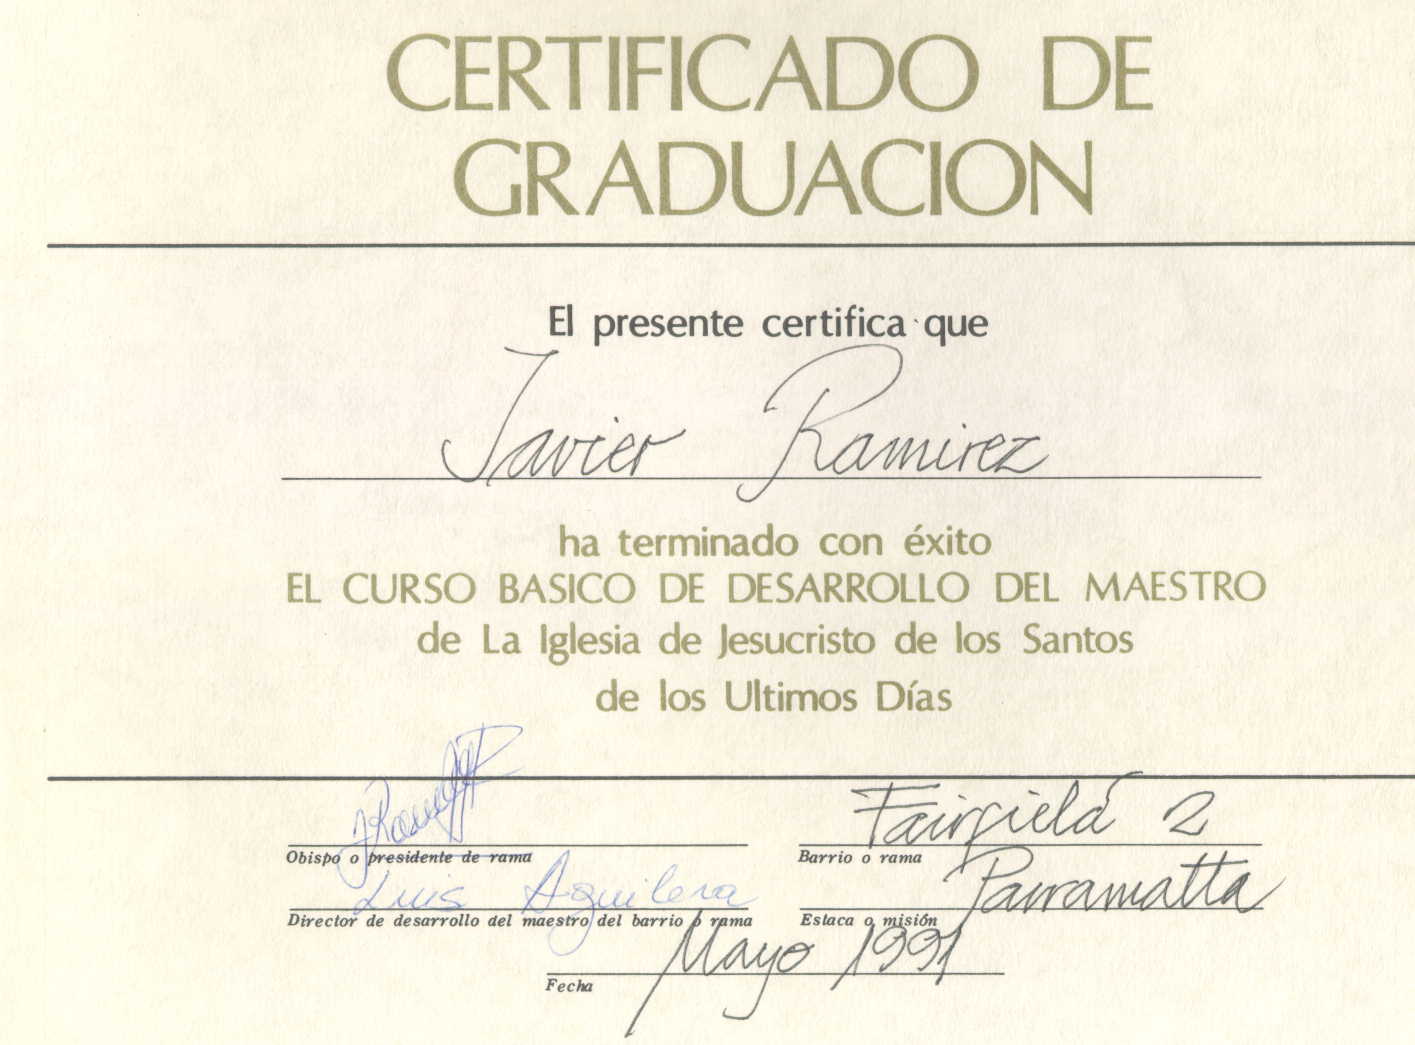 CERTIFICADO DE
GRADUACION
El presente certifica que
Javier Ramirez
ha terminado con éxito
EL CURSO BASICO DE DESARROLLO DEL MAESTRO
de La Iglesia de Jesucristo de los Santos
de los Ultimos Días
Fairfield 2
Obispo o presidente de rama
Barrio o rama
Luis Aguilera
Parramatta
Director de desarrollo del maestro del barrio o rama
Estaca o misión
Mayo 1991
Fecha